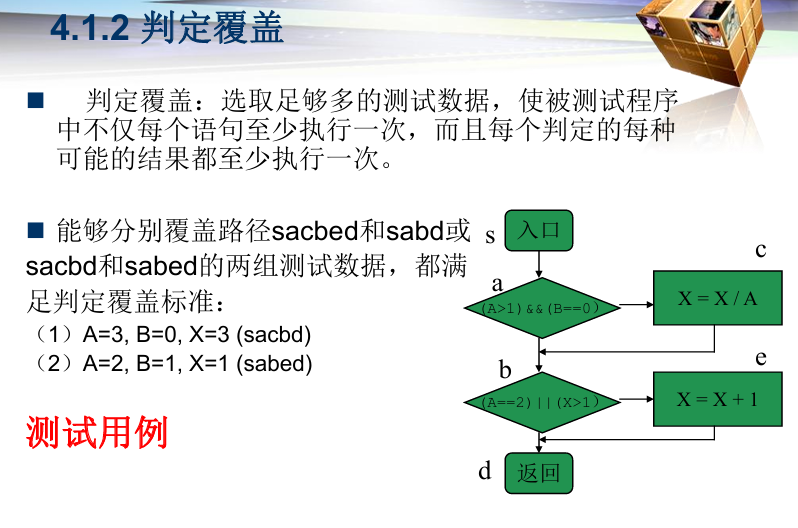 4.1.2 判定覆盖
判定覆盖：选取足够多的测试数据，使被测试程序
中不仅每个语句至少执行一次，而且每个判定的每种
可能的结果都至少执行一次。
能够分别覆盖路径sacbed和sabd或
sacbd和sabed的两组测试数据，都满
足判定覆盖标准：
（1）A=3, B=0, X=3 (sacbd)
（2）A=2, B=1, X=1 (sabed)
测试用例
s
入口
a
(A>1)&&(B==0)
c
X = X / A
b
(A==2)||(X>1)
e
X = X + 1
d
返回